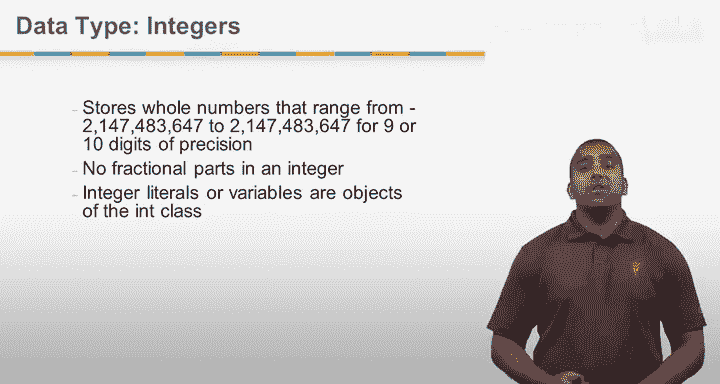 Data Type: Integers
– Stores whole numbers that range from -
2,147,483,647 to 2,147,483,647 for 9 or
10 digits of precision
– No fractional parts in an integer
– Integer literals or variables are objects
of the int class